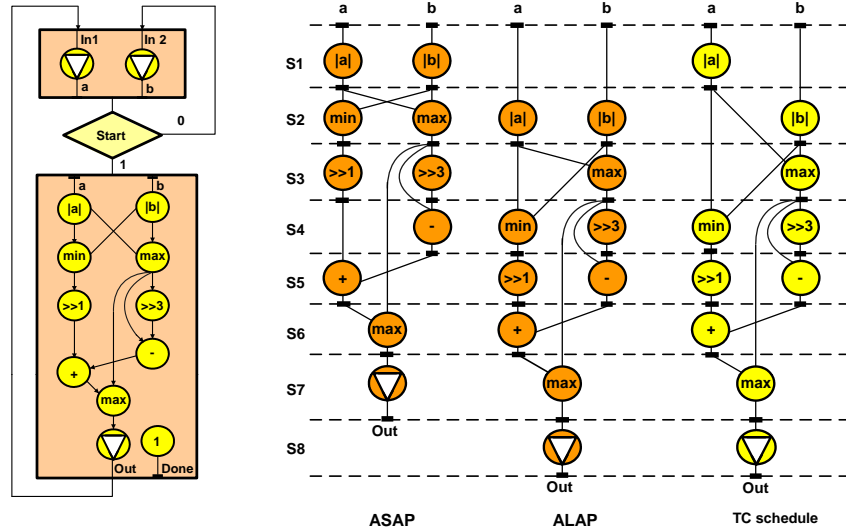 In1
In 2
a
b
Start
0
1
a
b
|a|
|b|
min
max
>>1
>>3
-
+
max
1
Out
Done
a
b
a
b
a
b
S1
|a|
|b|
|a|
S2
min
max
|a|
|b|
|b|
S3
>>1
>>3
max
max
S4
-
min
>>3
min
>>3
S5
+
>>1
-
>>1
-
S6
max
+
+
S7
max
max
Out
S8
Out
Out
ASAP
ALAP
TC schedule